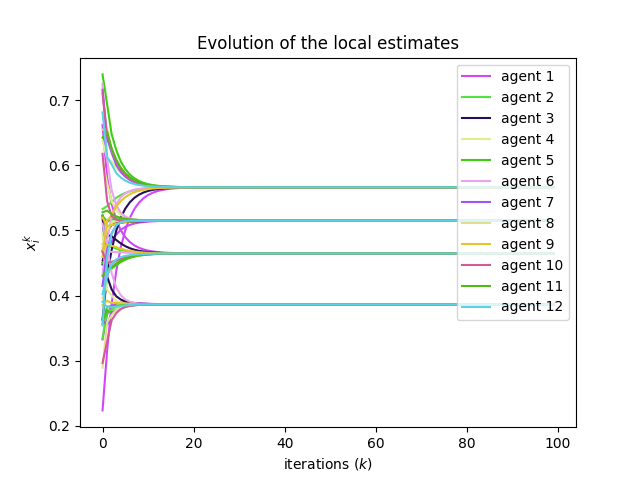 Evolution of the local estimates
0.7
0.6
0.5
0.4
0.3
0.2
x_i^k
0 20 40 60 80 100
iterations (k)
agent 1
agent 2
agent 3
agent 4
agent 5
agent 6
agent 7
agent 8
agent 9
agent 10
agent 11
agent 12